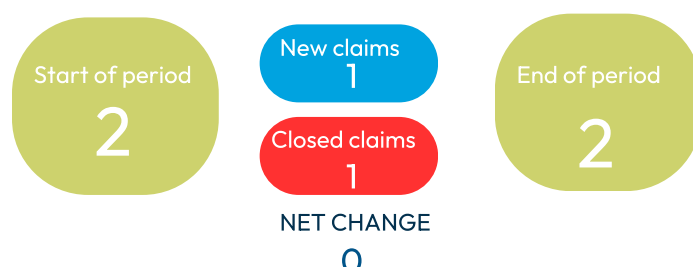 Start of period
2
New claims
1
Closed claims
1
NET CHANGE
0
End of period
2